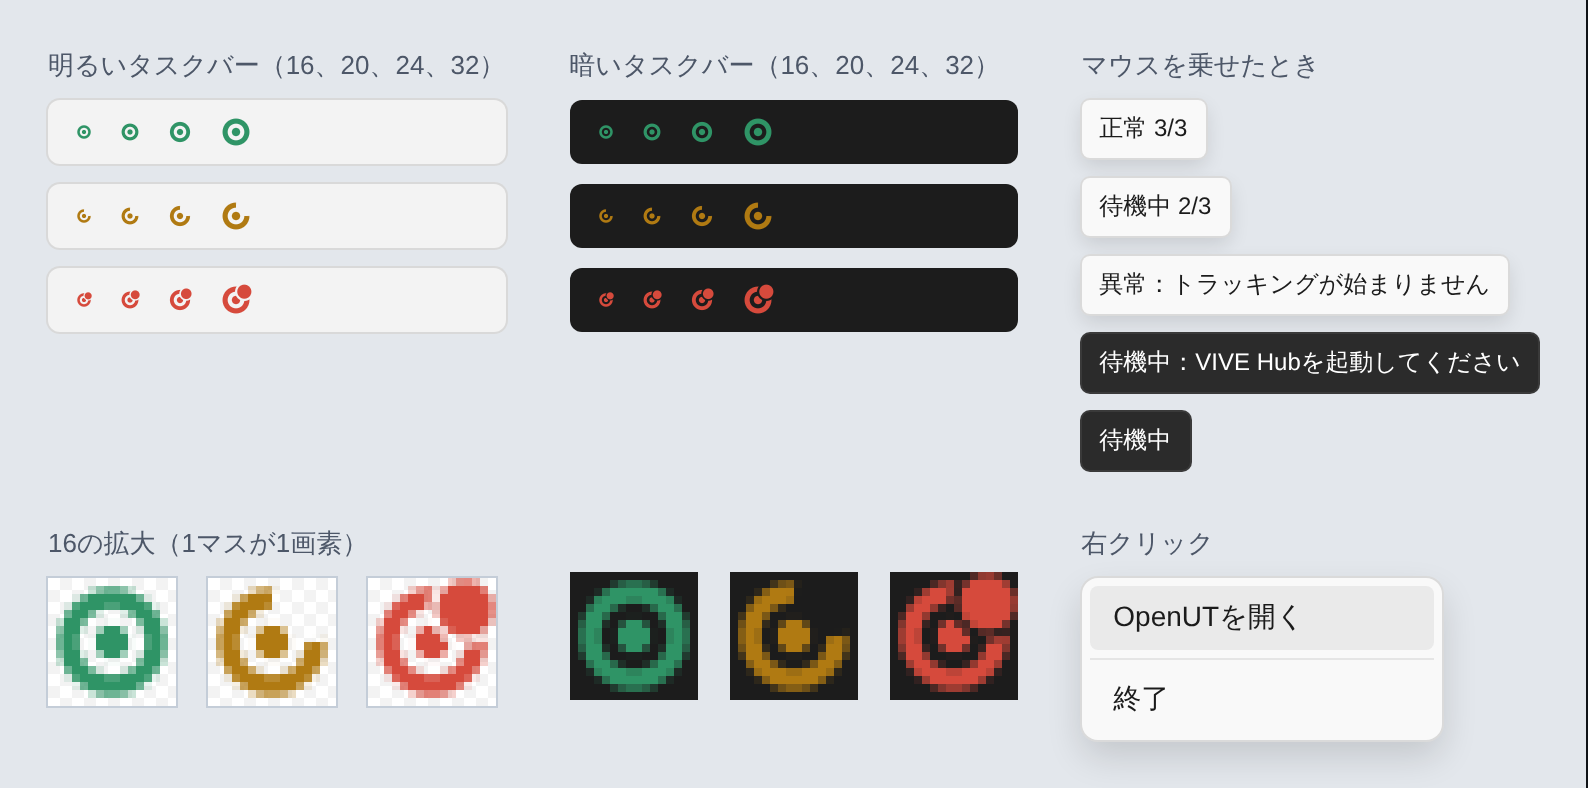 明るいタスクバー（16、20、24、32）
暗いタスクバー（16、20、24、32）
マウスを乗せたとき
正常 3/3
待機中 2/3
異常：トラッキングが始まりません
待機中：VIVE Hubを起動してください
待機中
16の拡大（1マスが1画素）
右クリック
OpenUTを開く
終了